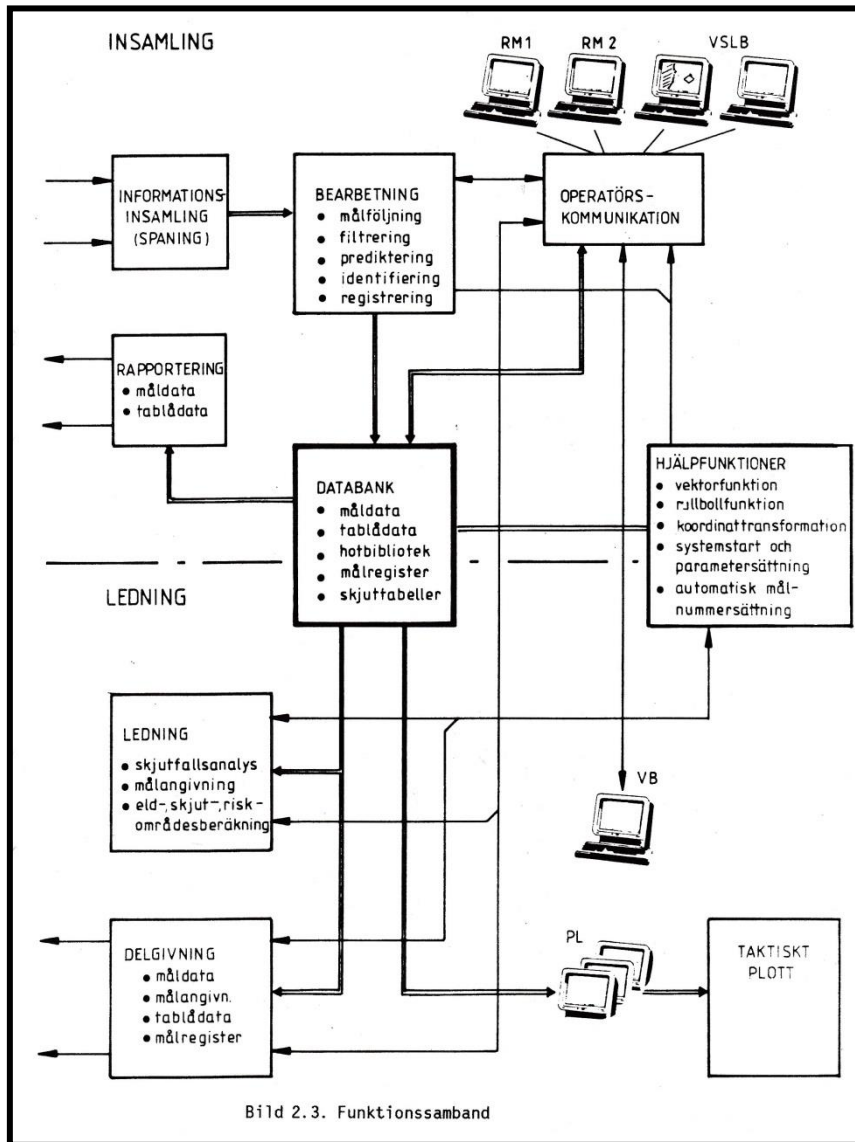 INSAMLING
RM1
RM2
VSLB
INFORMATIONS-
INSAMLING
(SPANING)
BEARBETNING
• målföljning
• filtrering
• prediktering
• identifiering
• registrering
OPERATÖRS-
KOMMUNIKATION
RAPPORTERING
• måldata
• tablådata
DATABANK
• måldata
• tablådata
• hotbibliotek
• målregister
• skjuttabeller
HJÄLPFUNKTIONER
• vektorfunktion
• rullbollfunktion
• koordinattransformation
• systemstart och
parametersättning
• automatisk mål-
nummersättning
LEDNING
LEDNING
• skjutfallsanalys
• målangivning
• eld-, skjut-, risk-
områdesberäkning
VB
DELGIVNING
• måldata
• målangivn.
• tablådata
• målregister
PL
TAKTISKT
PLOTT
Bild 2.3. Funktionssamband